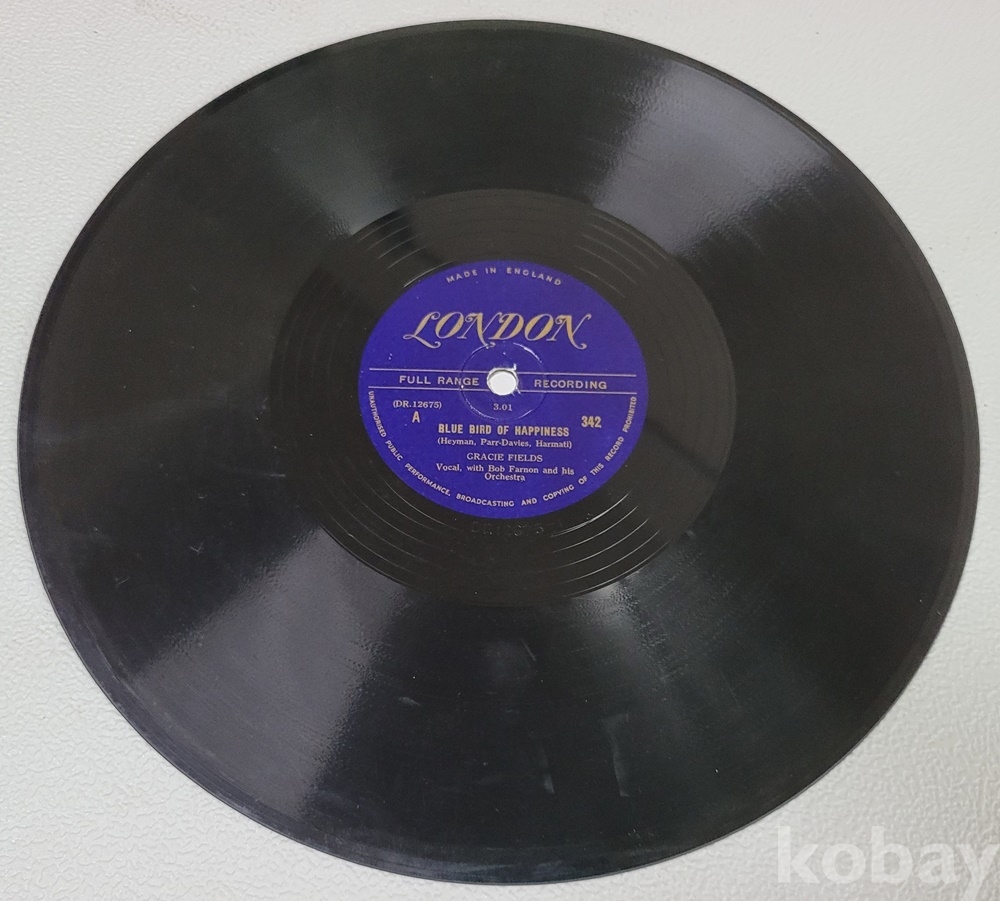 MADE IN ENGLAND
LONDON
FULL RANGE RECORDING
(DR.12675) 3.01
A 342
BLUE BIRD OF HAPPINESS
(Heyman, Parr-Davies, Harmati)
GRACIE FIELDS
Vocal, with Bob Farnon and his
Orchestra
UNAUTHORISED PUBLIC PERFORMANCE, BROADCASTING AND COPYING OF THIS RECORD PROHIBITED
kobay